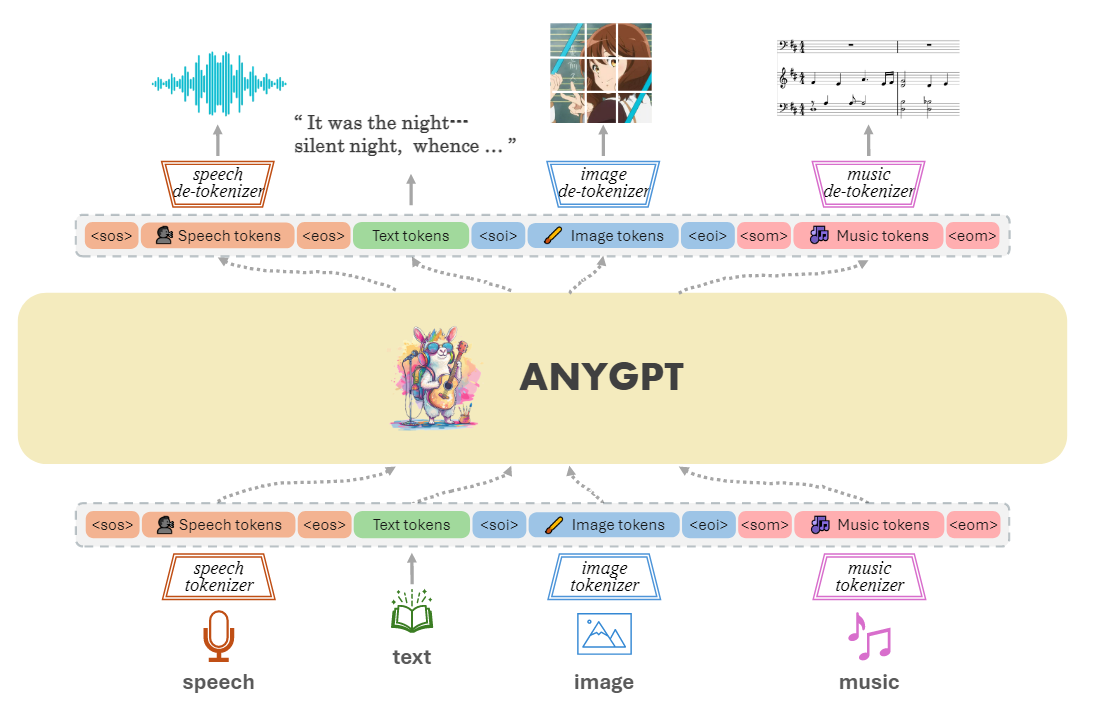 “ It was the night···
silent night, whence ... ”
speech
de-tokenizer
image
de-tokenizer
music
de-tokenizer
<sos> Speech tokens <eos> Text tokens <soi> Image tokens <eoi> <som> Music tokens <eom>
ANYGPT
<sos> Speech tokens <eos> Text tokens <soi> Image tokens <eoi> <som> Music tokens <eom>
speech
tokenizer
image
tokenizer
music
tokenizer
speech
text
image
music